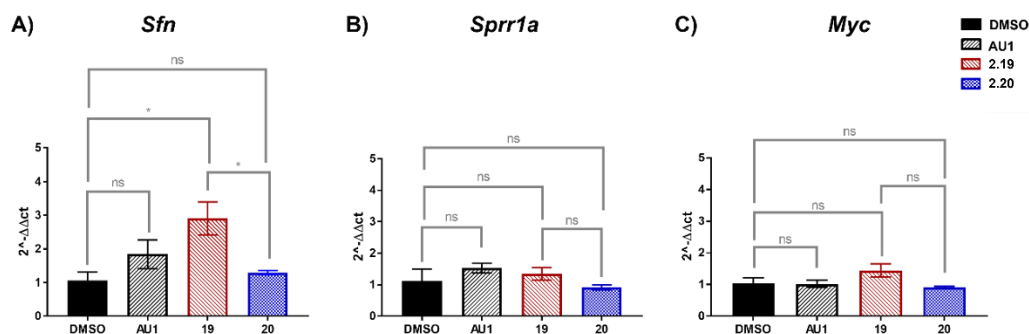 A) Sfn
ns
*
*
ns
2^-ΔΔct
5
4
3
2
1
0
DMSO AU1 19 20
B) Sprr1a
ns
ns
ns
ns
2^-ΔΔct
5
4
3
2
1
0
DMSO AU1 19 20
C) Myc
ns
ns
ns
ns
2^-ΔΔct
5
4
3
2
1
0
DMSO AU1 19 20
DMSO
AU1
2.19
2.20